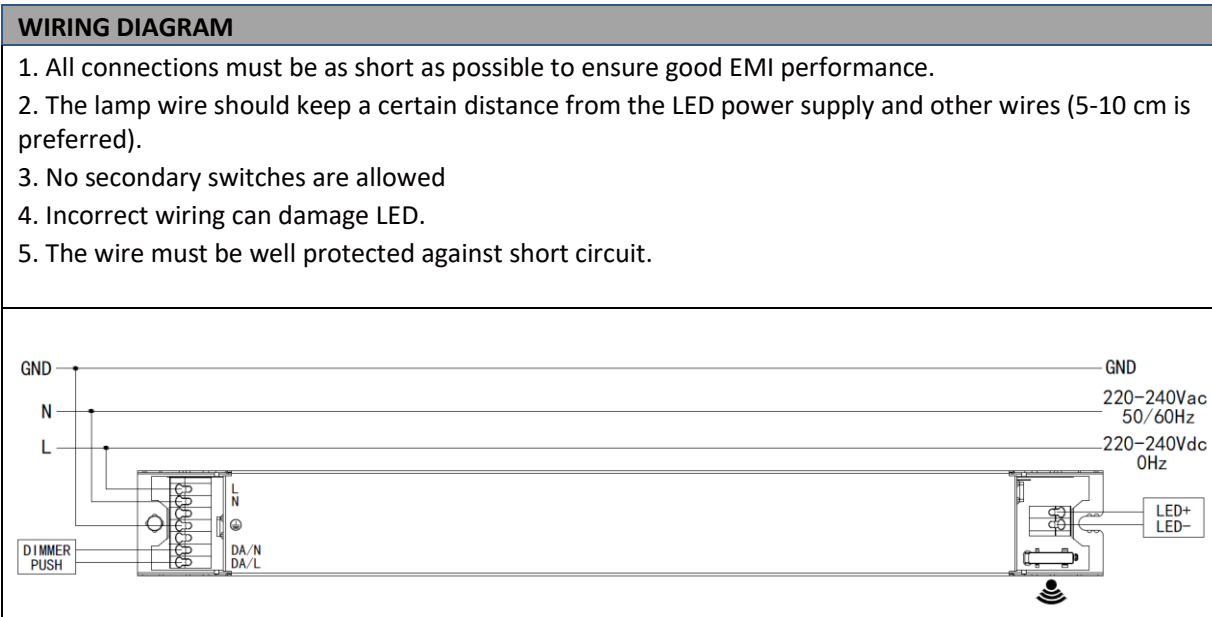 WIRING DIAGRAM
1. All connections must be as short as possible to ensure good EMI performance.
2. The lamp wire should keep a certain distance from the LED power supply and other wires (5-10 cm is
preferred).
3. No secondary switches are allowed
4. Incorrect wiring can damage LED.
5. The wire must be well protected against short circuit.
GND
GND
N
220-240Vac
50/60Hz
L
220-240Vdc
0Hz
L
N
LED+
LED-
DIMMER
PUSH
DA/N
DA/L